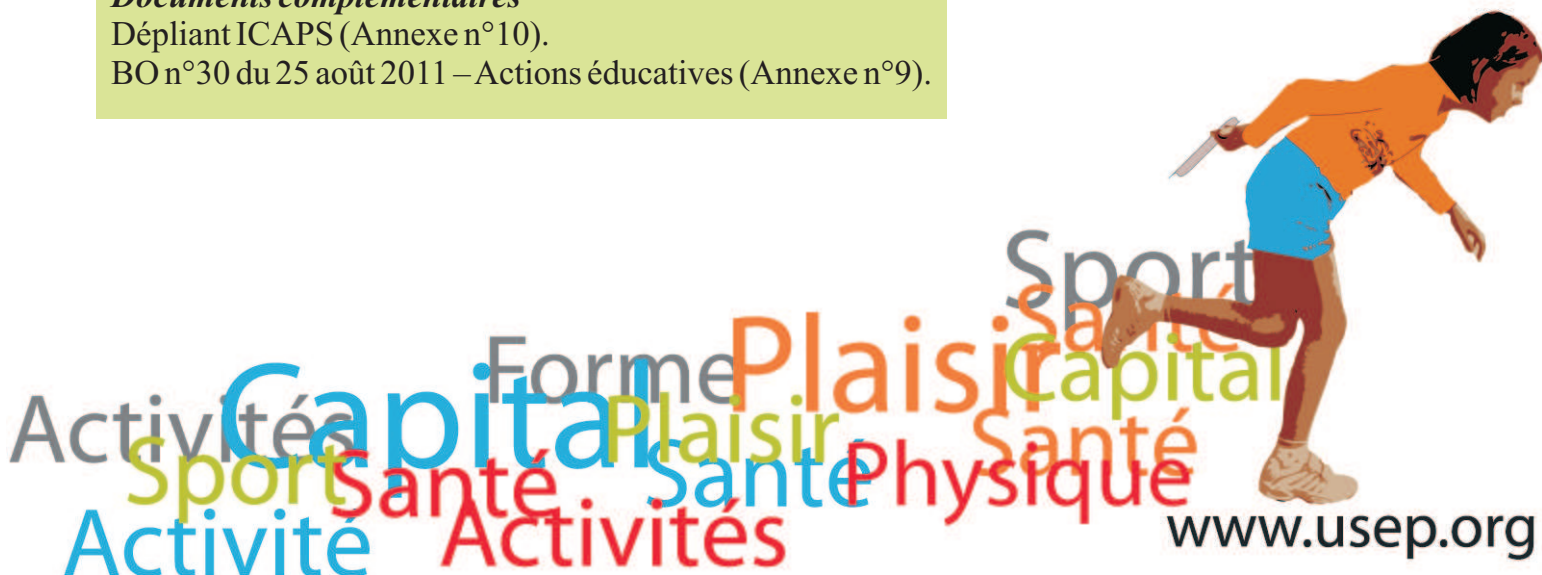 Documents complémentaires
Dépliant ICAPS (Annexe n°10).
BO n°30 du 25 août 2011 – Actions éducatives (Annexe n°9).
Sport
Santé
Forme Plaisir Capital
Activités Capital Plaisir Santé
Sport Santé Santé Physique
Activité Activités
www.usep.org